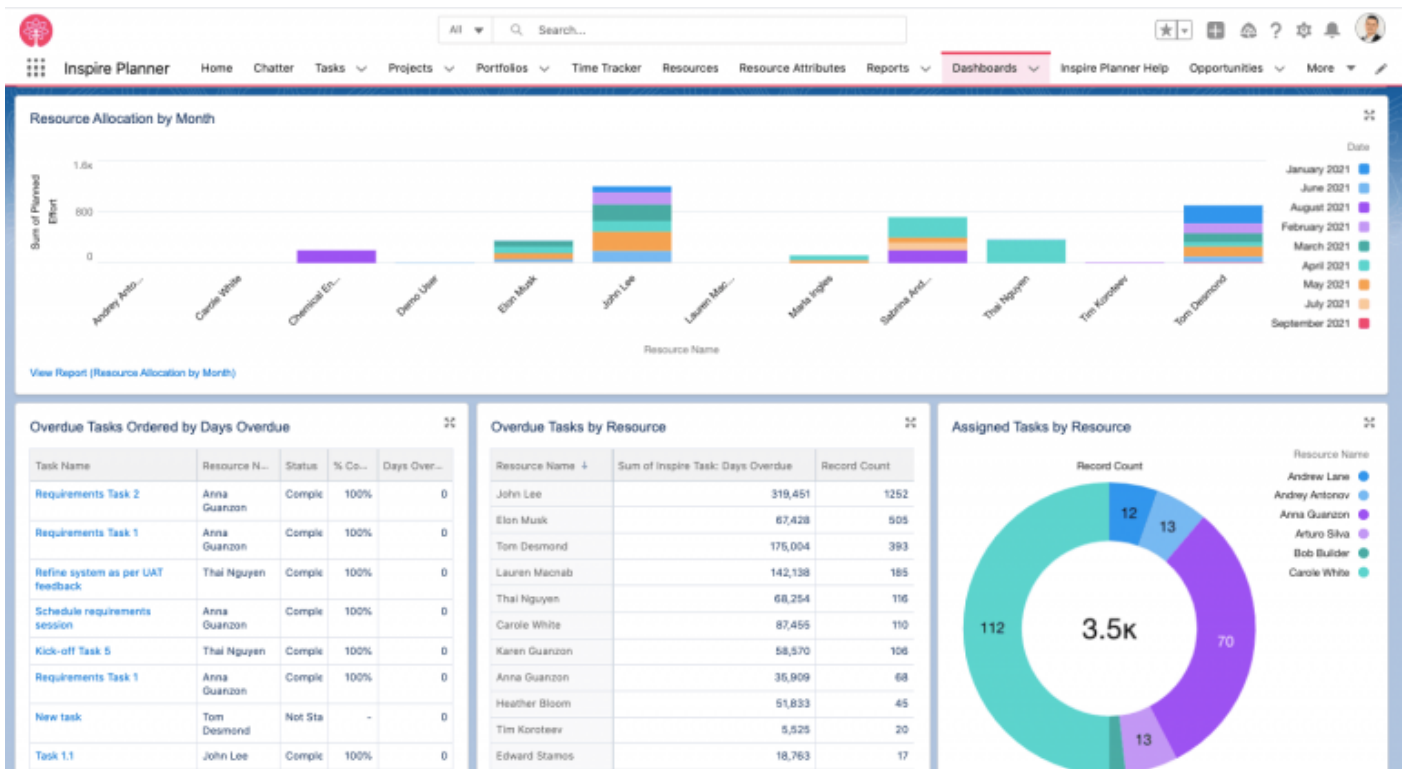 All Search...
Inspire Planner Home Chatter Tasks Projects Portfolios Time Tracker Resources Resource Attributes Reports Dashboards Inspire Planner Help Opportunities More
Resource Allocation by Month
Sum of Planned
Effort
1.6k
800
0
Andrey Anto...
Carole White
Chemical En...
Demo User
Elon Musk
John Lee
Lauren Mac...
Marta Ingles
Sabrina And...
Thai Nguyen
Tim Koroteev
Tom Desmond
Resource Name
Date
January 2021
June 2021
August 2021
February 2021
March 2021
April 2021
May 2021
July 2021
September 2021
View Report (Resource Allocation by Month)
Overdue Tasks Ordered by Days Overdue
Task Name Resource N... Status % Co... Days Over...
Requirements Task 2 Anna Comple 100% 0
Guanzon
Requirements Task 1 Anna Comple 100% 0
Guanzon
Refine system as per UAT Thai Nguyen Comple 100% 0
feedback
Schedule requirements Anna Comple 100% 0
session Guanzon
Kick-off Task 5 Thai Nguyen Comple 100% 0
Requirements Task 1 Anna Comple 100% 0
Guanzon
New task Tom Not Sta - 0
Desmond
Task 1.1 John Lee Comple 100% 0
Overdue Tasks by Resource
Resource Name ↓ Sum of Inspire Task: Days Overdue Record Count
John Lee 319,451 1252
Elon Musk 67,428 505
Tom Desmond 175,004 393
Lauren Macnab 142,138 185
Thai Nguyen 68,254 116
Carole White 87,455 110
Karen Guanzon 58,570 106
Anna Guanzon 35,909 68
Heather Bloom 51,833 45
Tim Koroteev 5,525 20
Edward Stamos 18,763 17
Assigned Tasks by Resource
Record Count
12
13
70
13
112
3.5K
Resource Name
Andrew Lane
Andrey Antonov
Anna Guanzon
Arturo Silva
Bob Builder
Carole White